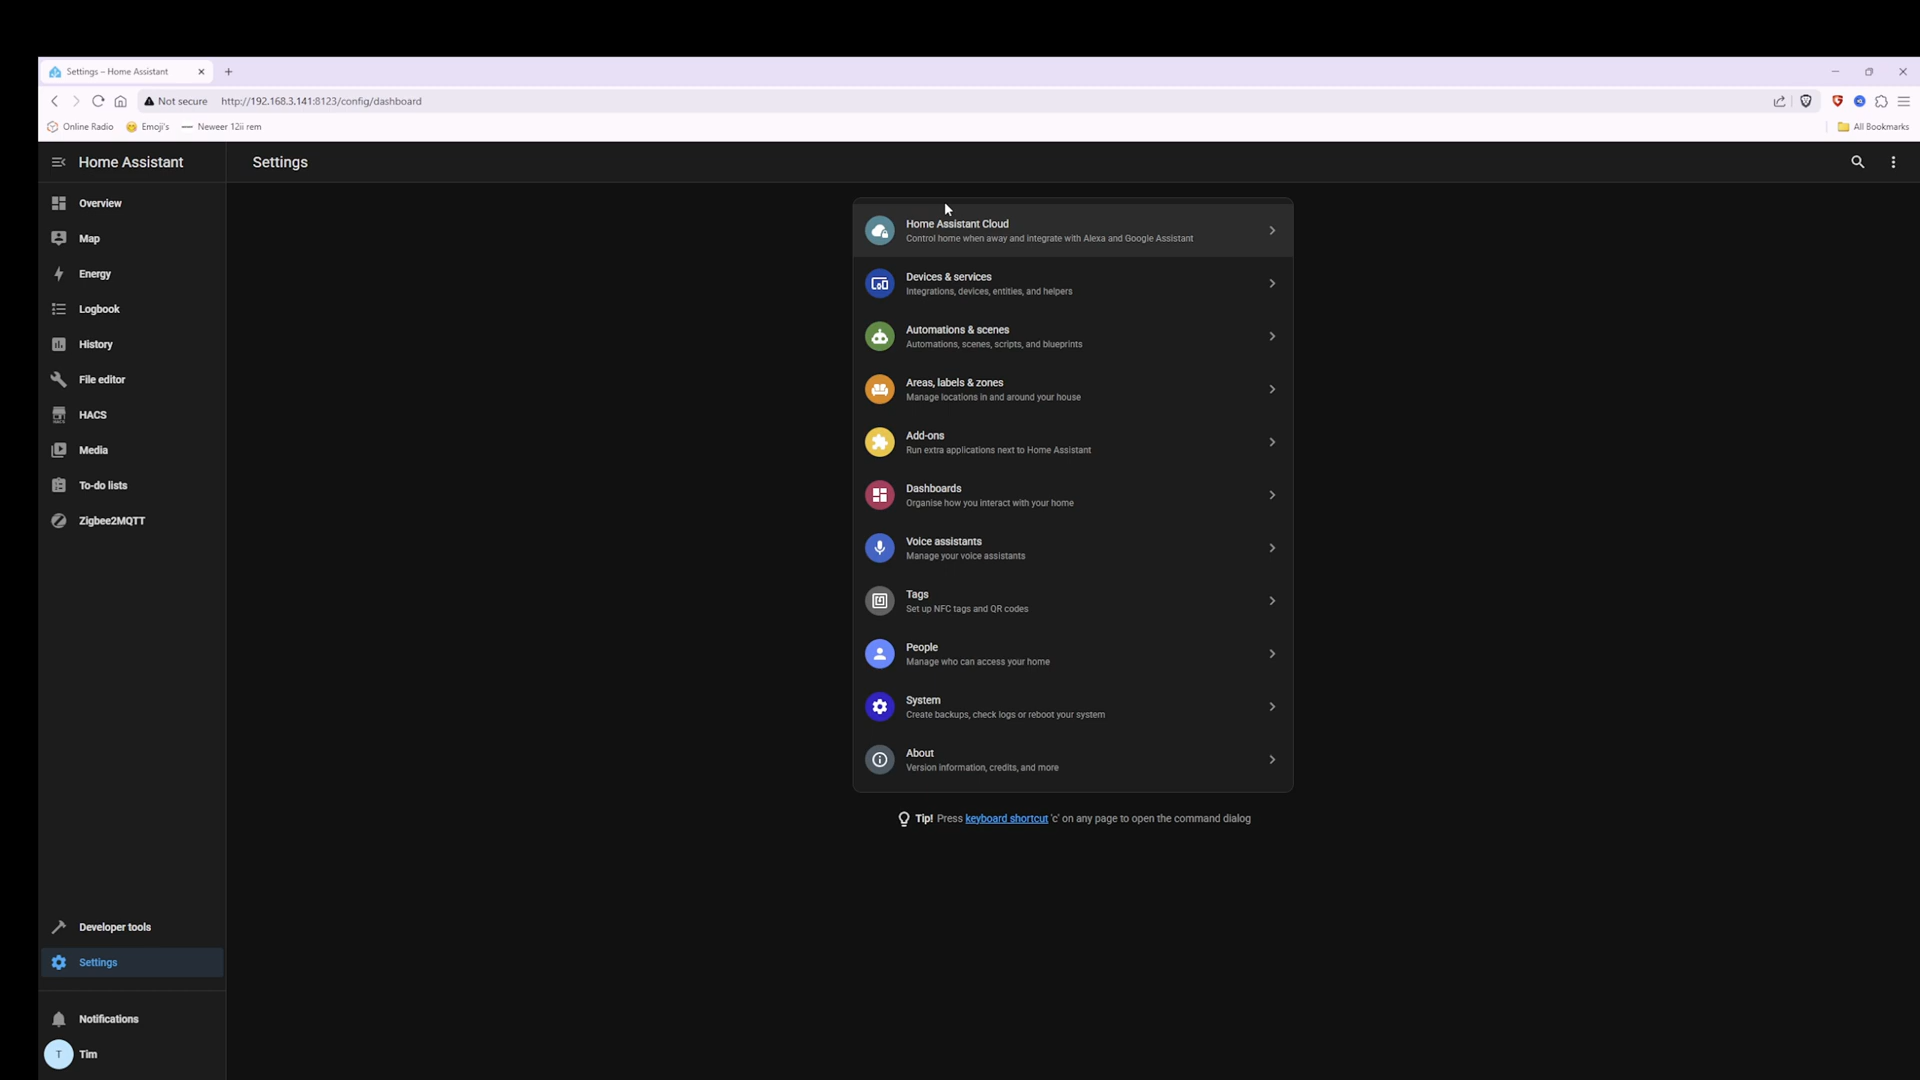 Settings – Home Assistant
Not secure http://192.168.3.141:8123/config/dashboard
Online Radio Emoji's Neweer 12ii rem All Bookmarks
Home Assistant
Settings
Overview
Map
Energy
Logbook
History
File editor
HACS
Media
To-do lists
Zigbee2MQTT
Developer tools
Settings
Notifications
T Tim
Home Assistant Cloud
Control home when away and integrate with Alexa and Google Assistant
Devices & services
Integrations, devices, entities, and helpers
Automations & scenes
Automations, scenes, scripts, and blueprints
Areas, labels & zones
Manage locations in and around your house
Add-ons
Run extra applications next to Home Assistant
Dashboards
Organise how you interact with your home
Voice assistants
Manage your voice assistants
Tags
Set up NFC tags and QR codes
People
Manage who can access your home
System
Create backups, check logs or reboot your system
About
Version information, credits, and more
Tip! Press keyboard shortcut 'c' on any page to open the command dialog